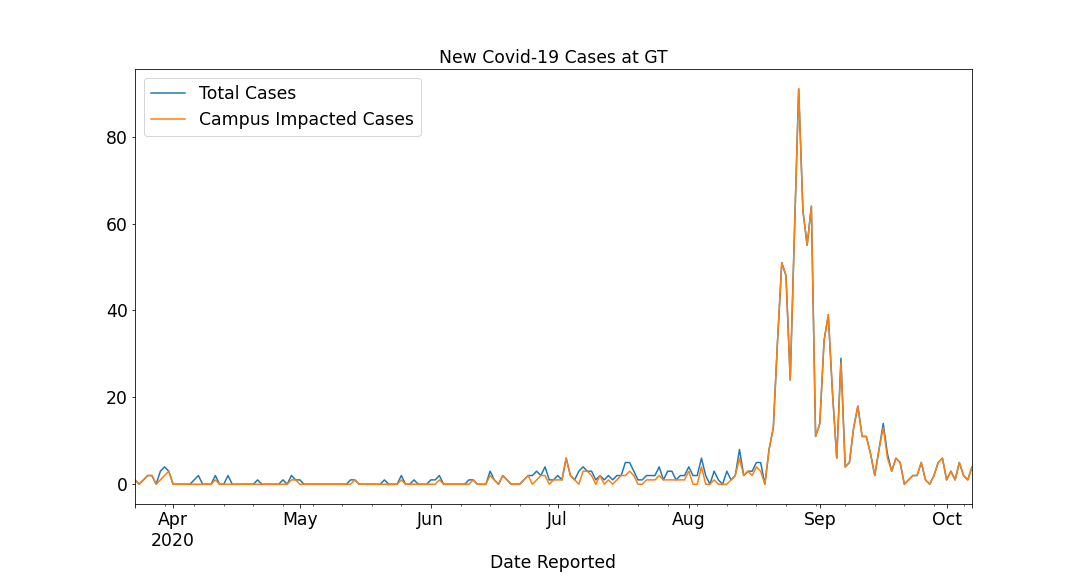 New Covid-19 Cases at GT
Total Cases
Campus Impacted Cases
80
60
40
20
0
Apr May Jun Jul Aug Sep Oct
2020
Date Reported